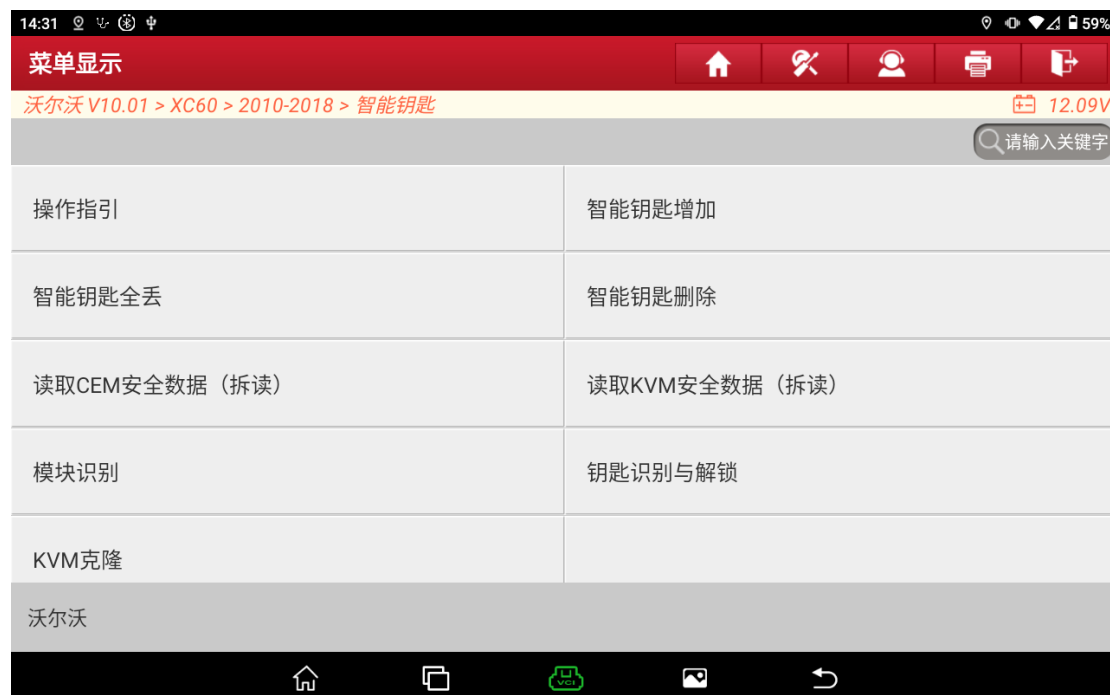 14:31 59%
菜单显示
沃尔沃 V10.01 > XC60 > 2010-2018 > 智能钥匙 12.09V
请输入关键字
操作指引 智能钥匙增加
智能钥匙全丢 智能钥匙删除
读取CEM安全数据（拆读） 读取KVM安全数据（拆读）
模块识别 钥匙识别与解锁
KVM克隆
沃尔沃
VCI